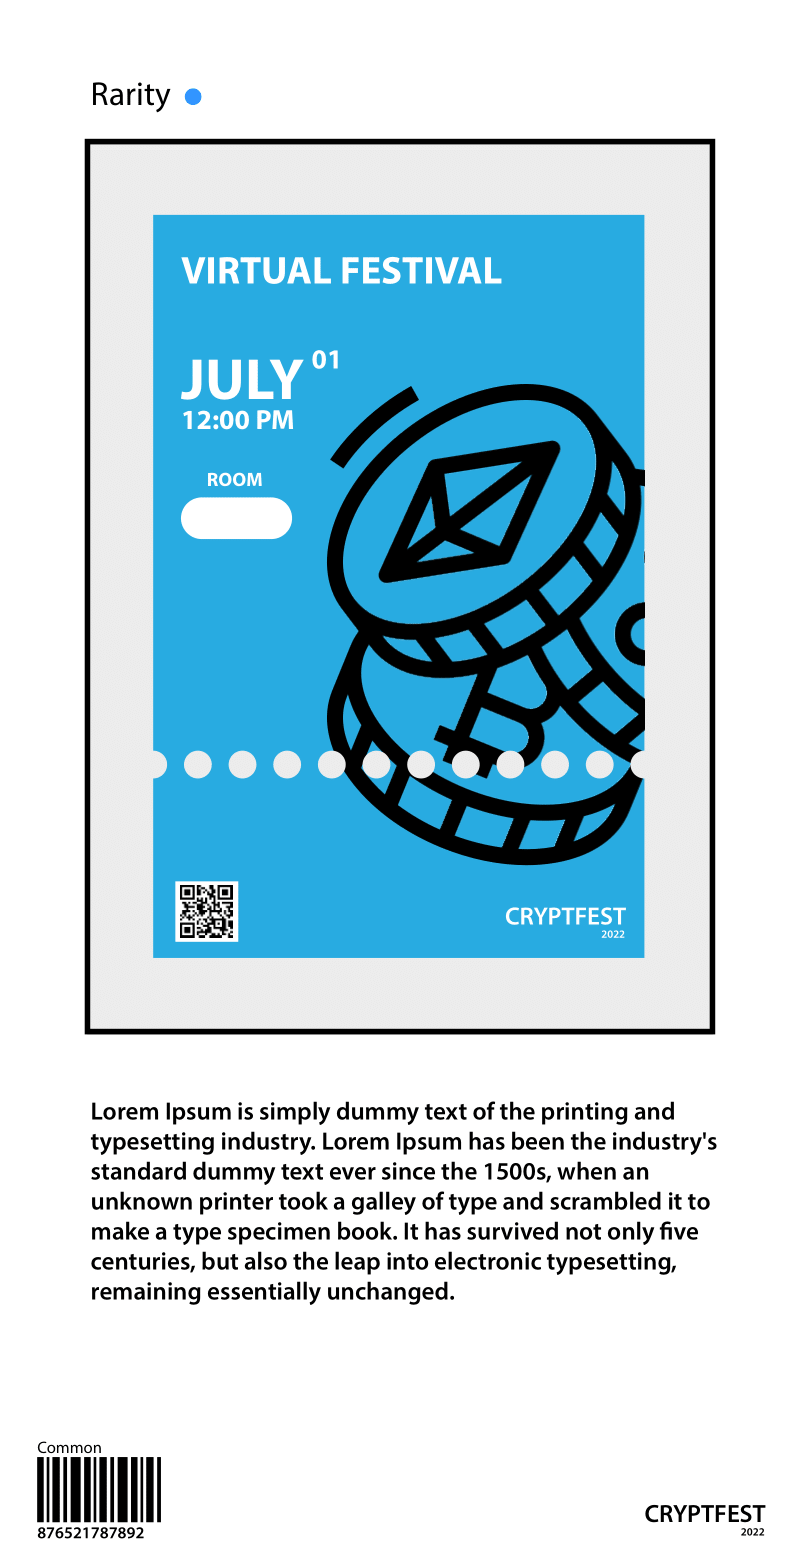 Rarity
VIRTUAL FESTIVAL
JULY 01
12:00 PM
ROOM
CRYPTFEST
2022
Lorem Ipsum is simply dummy text of the printing and
typesetting industry. Lorem Ipsum has been the industry's
standard dummy text ever since the 1500s, when an
unknown printer took a galley of type and scrambled it to
make a type specimen book. It has survived not only five
centuries, but also the leap into electronic typesetting,
remaining essentially unchanged.
Common
876521787892
CRYPTFEST
2022